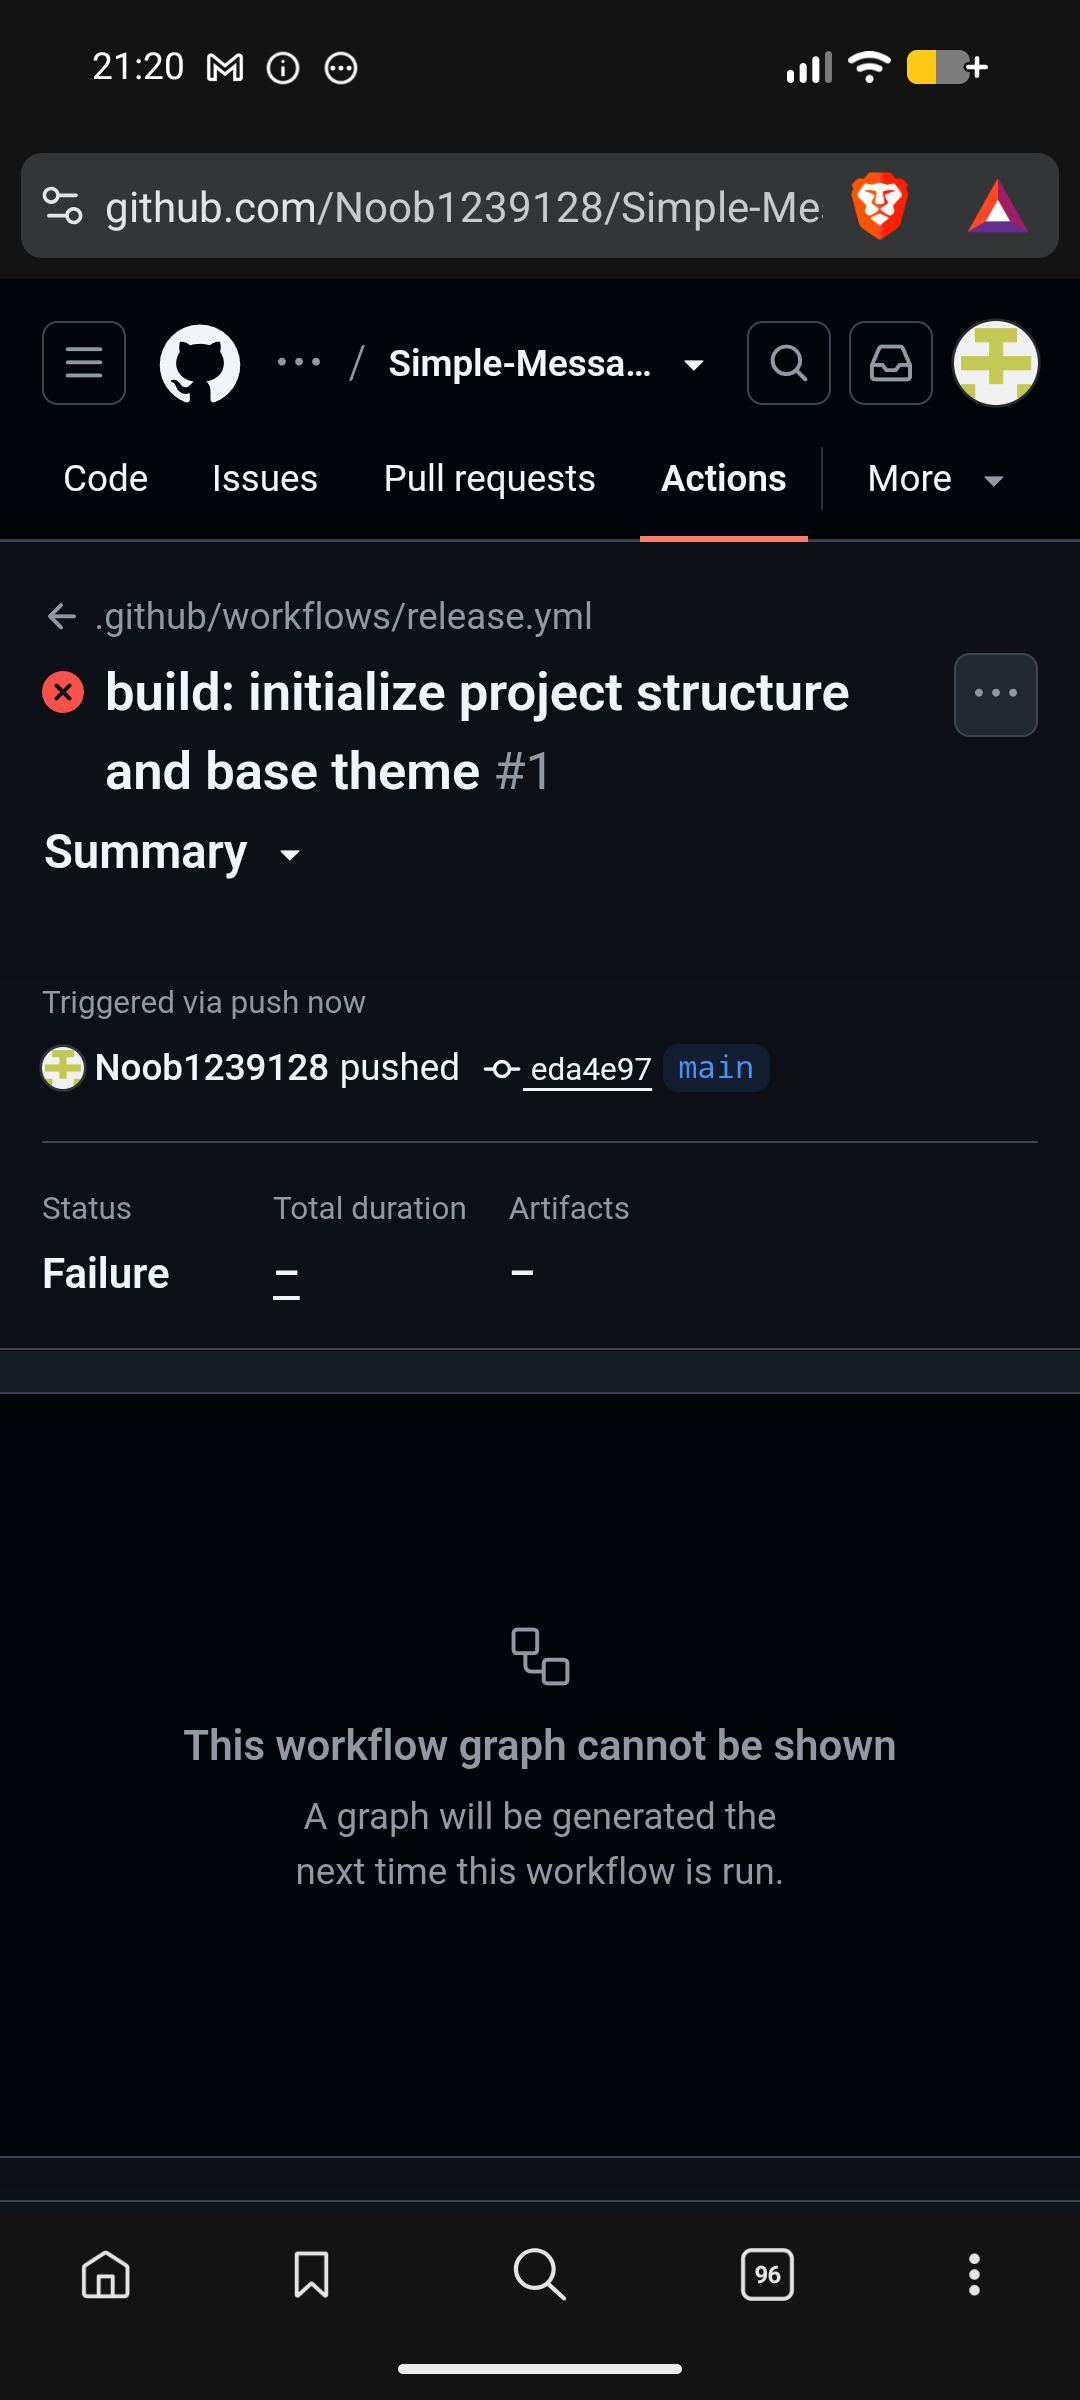 21:20
github.com/Noob1239128/Simple-Me
/ Simple-Messa...
Code Issues Pull requests Actions More
.github/workflows/release.yml
build: initialize project structure
and base theme #1
Summary
Triggered via push now
Noob1239128 pushed eda4e97 main
Status Total duration Artifacts
Failure – –
This workflow graph cannot be shown
A graph will be generated the
next time this workflow is run.
96